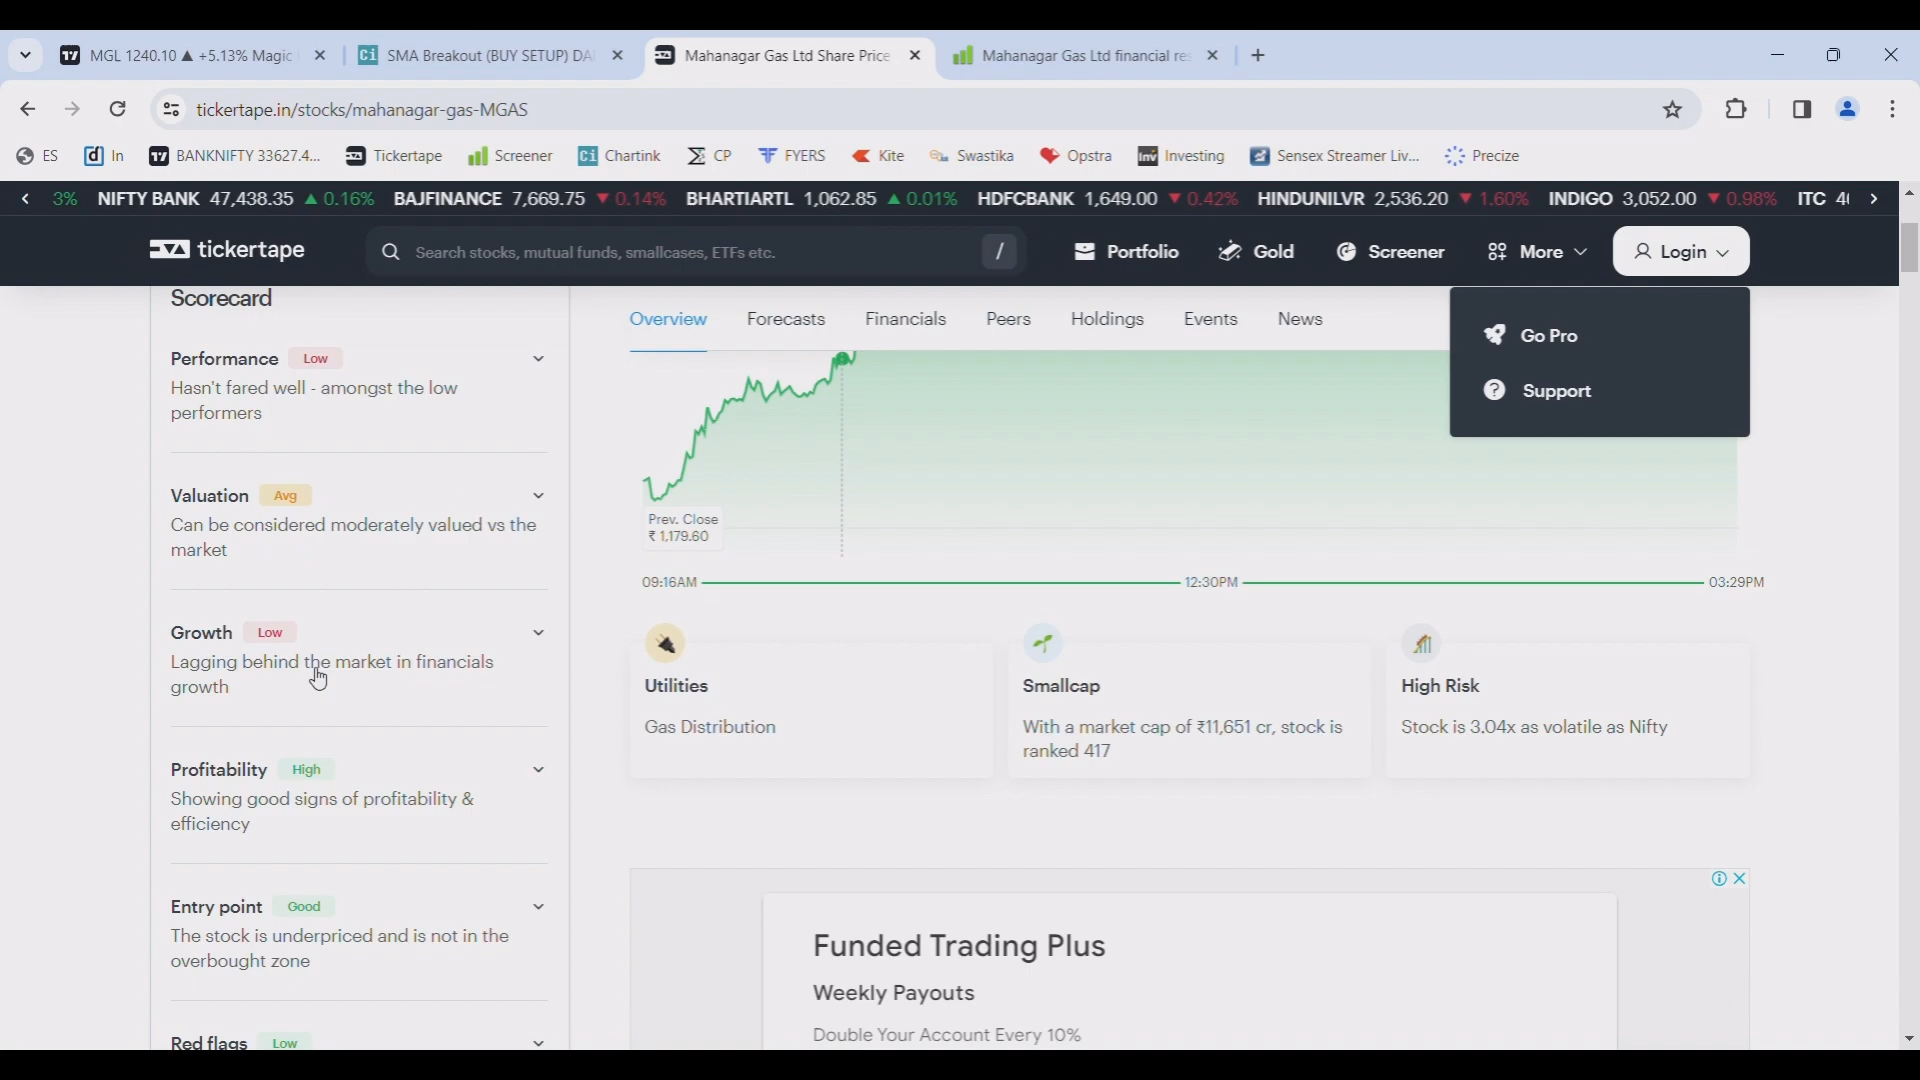 MGL 1240.10 ▲ +5.13% Magic
SMA Breakout (BUY SETUP) DA
Mahanagar Gas Ltd Share Price
Mahanagar Gas Ltd financial re
tickertape.in/stocks/mahanagar-gas-MGAS
ES In BANKNIFTY 33627.4... Tickertape Screener Chartink CP FYERS Kite Swastika Opstra Investing Sensex Streamer Liv... Precize
3% NIFTY BANK 47,438.35 ▲ 0.16% BAJFINANCE 7,669.75 ▼ 0.14% BHARTIARTL 1,062.85 ▲ 0.01% HDFCBANK 1,649.00 ▼ 0.42% HINDUNILVR 2,536.20 ▼ 1.60% INDIGO 3,052.00 ▼ 0.98% ITC
tickertape
Search stocks, mutual funds, smallcases, ETFs etc. /
Portfolio Gold Screener More Login
Go Pro
Support
Scorecard
Performance Low
Hasn't fared well - amongst the low
performers
Valuation Avg
Can be considered moderately valued vs the
market
Growth Low
Lagging behind the market in financials
growth
Profitability High
Showing good signs of profitability &
efficiency
Entry point Good
The stock is underpriced and is not in the
overbought zone
Red flags Low
Overview Forecasts Financials Peers Holdings Events News
Prev. Close
₹ 1,179.60
09:16AM 12:30PM 03:29PM
Utilities
Gas Distribution
Smallcap
With a market cap of ₹11,651 cr, stock is
ranked 417
High Risk
Stock is 3.04x as volatile as Nifty
Funded Trading Plus
Weekly Payouts
Double Your Account Every 10%